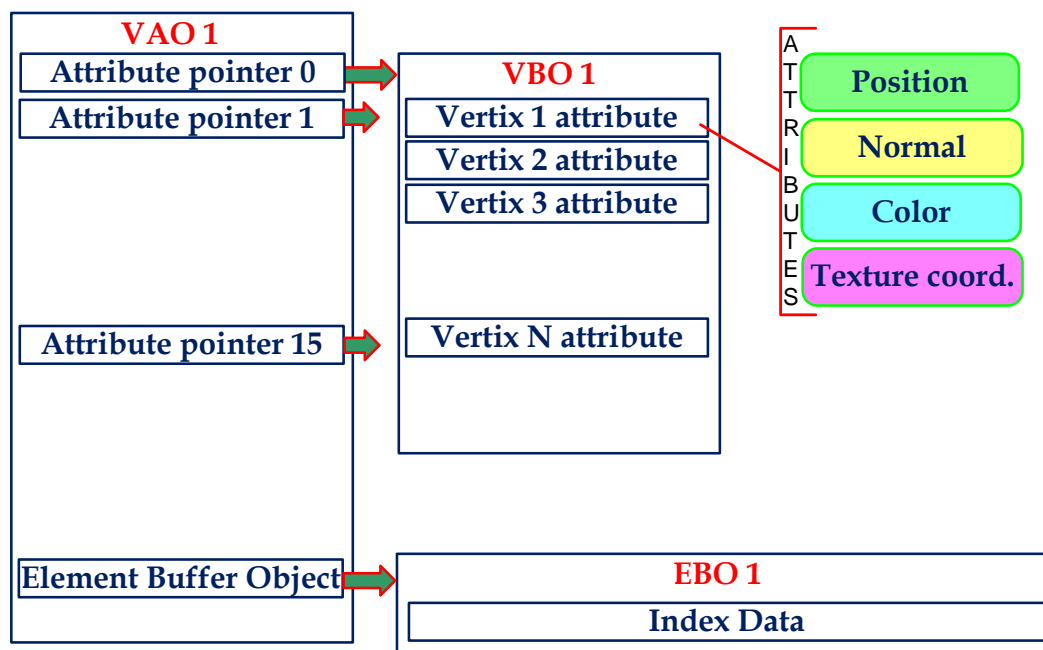 VAO 1
Attribute pointer 0
Attribute pointer 1
Attribute pointer 15
Element Buffer Object
VBO 1
Vertix 1 attribute
Vertix 2 attribute
Vertix 3 attribute
Vertix N attribute
ATTRIBUTES
Position
Normal
Color
Texture coord.
EBO 1
Index Data